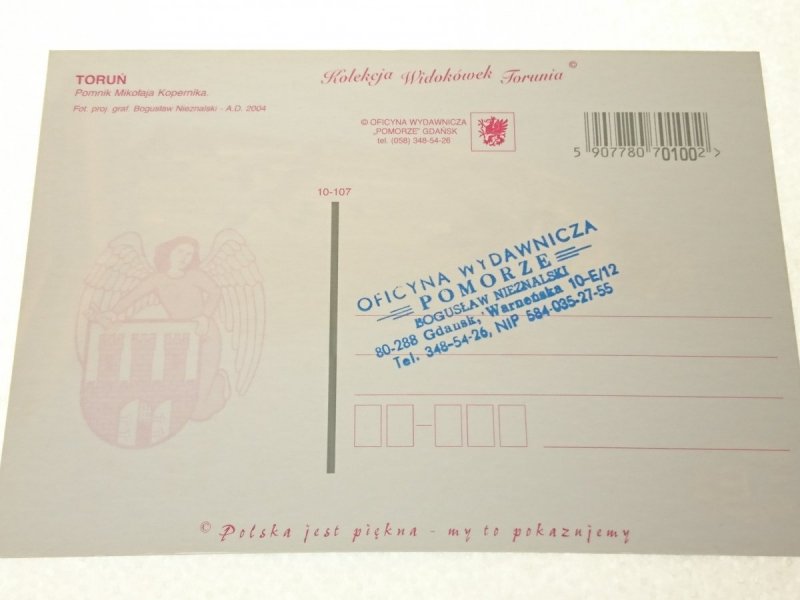 TORUŃ
Pomnik Mikołaja Kopernika.
Fot. proj. graf. Bogusław Nieznalski - A.D. 2004
Kolekcja Widokówek Torunia ©
© OFICYNA WYDAWNICZA
„POMORZE” GDAŃSK
tel. (058) 348-54-26
5 907780 701002 >
10-107
OFICYNA WYDAWNICZA
POMORZE
BOGUSŁAW NIEZNALSKI
80-288 Gdańsk, Warneńska 10-E/12
Tel. 348-54-26, NIP 584-035-27-55
© Polska jest piękna - my to pokazujemy